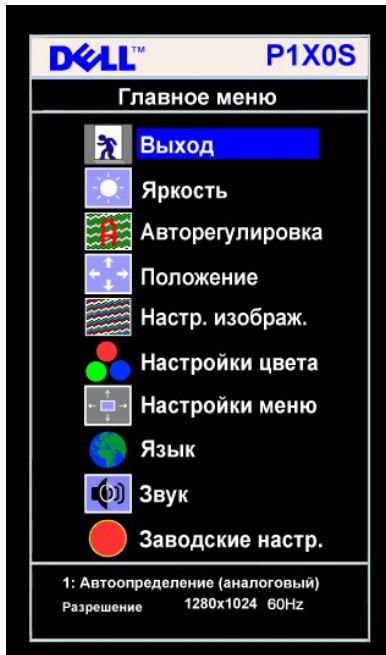 DELL™ P1X0S
Главное меню
Выход
Яркость
Авторегулировка
Положение
Настр. изображ.
Настройки цвета
Настройки меню
Язык
Звук
Заводские настр.
1: Автоопределение (аналоговый)
Разрешение 1280x1024 60Hz